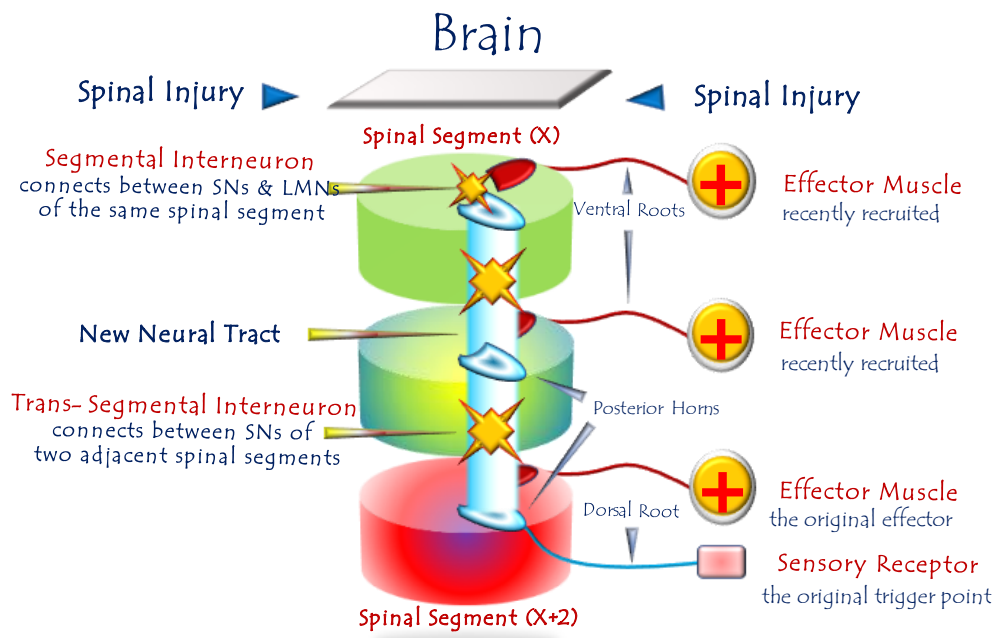 Brain
Spinal Injury
Spinal Injury
Spinal Segment (X)
Segmental Interneuron
connects between SNs & LMNs
of the same spinal segment
Ventral Roots
Effector Muscle
recently recruited
New Neural Tract
Effector Muscle
recently recruited
Trans-Segmental Interneuron
connects between SNs of
two adjacent spinal segments
Posterior Horns
Effector Muscle
the original effector
Dorsal Root
Sensory Receptor
the original trigger point
Spinal Segment (X+2)